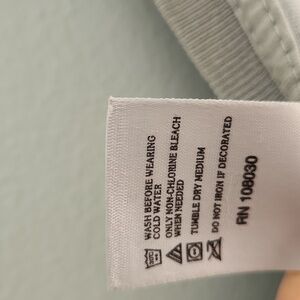 WASH BEFORE WEARING
COLD WATER
ONLY NON-CHLORINE BLEACH
WHEN NEEDED
TUMBLE DRY MEDIUM
DO NOT IRON IF DECORATED
RN 108030